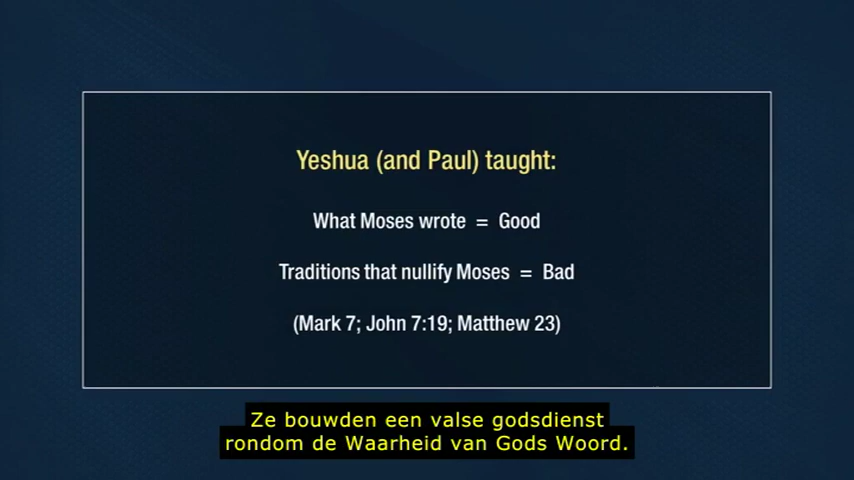 Yeshua (and Paul) taught:
What Moses wrote = Good
Traditions that nullify Moses = Bad
(Mark 7; John 7:19; Matthew 23)
Ze bouwden een valse godsdienst
rondom de Waarheid van Gods Woord.